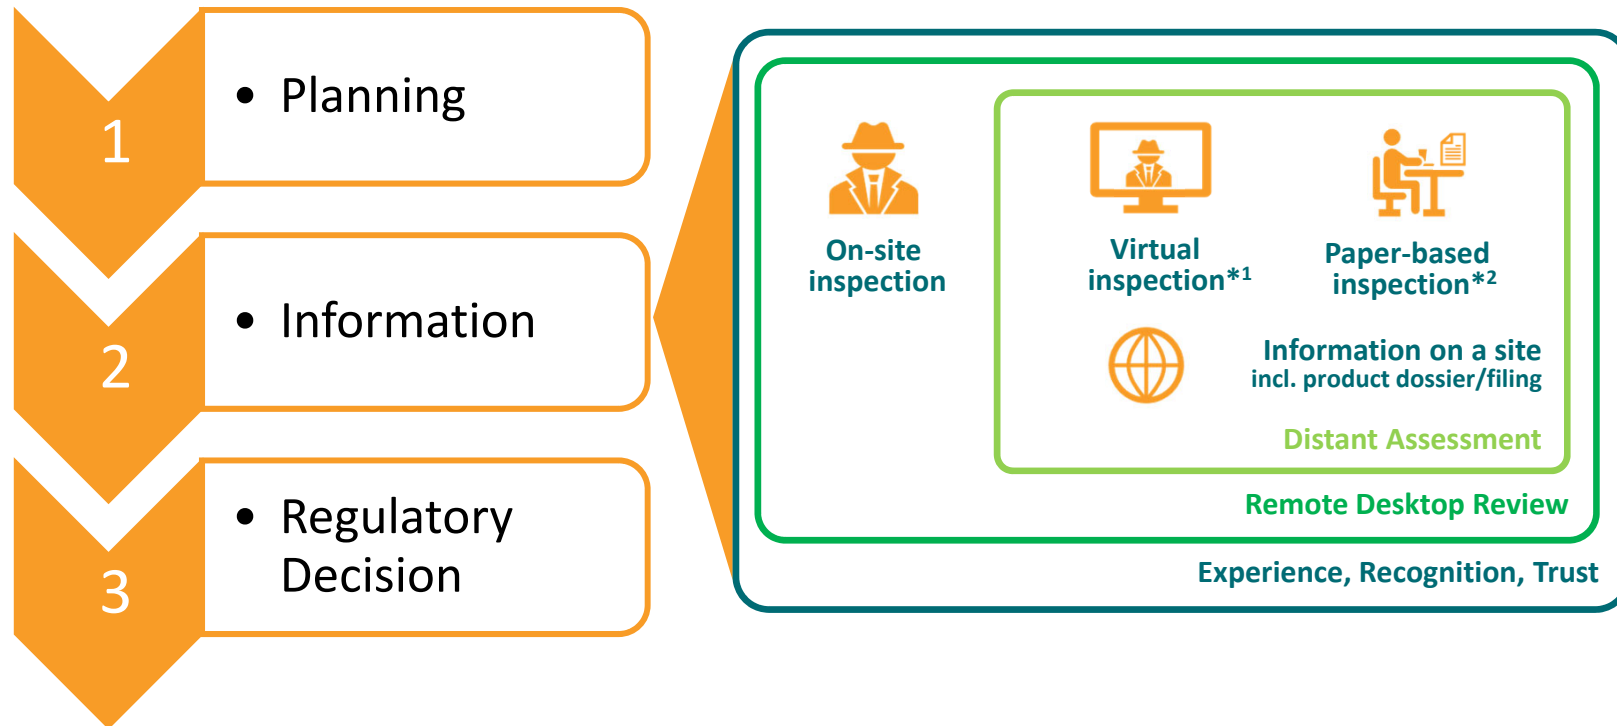 1
• Planning
2
• Information
3
• Regulatory
Decision
On-site
inspection
Virtual
inspection*1
Paper-based
inspection*2
Information on a site
incl. product dossier/filing
Distant Assessment
Remote Desktop Review
Experience, Recognition, Trust